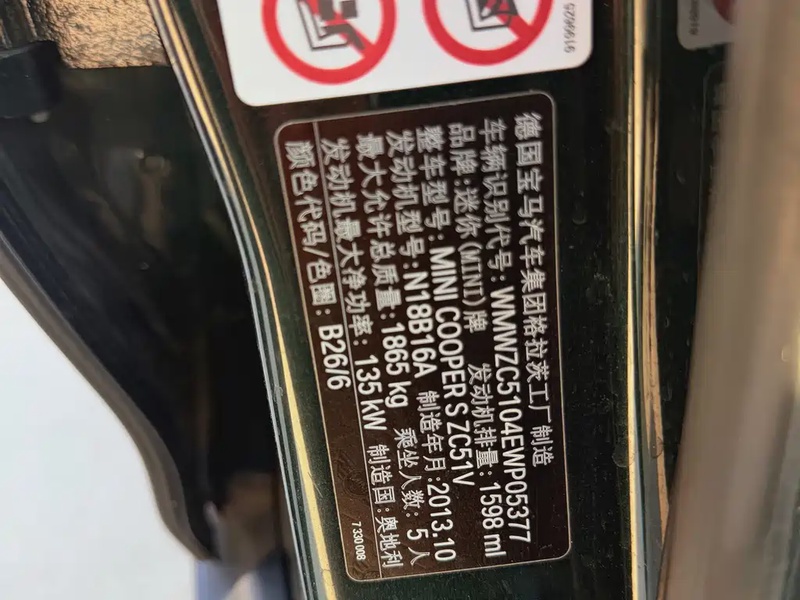 9196625
德国宝马汽车集团格拉茨工厂制造
车辆识别代号: WMWZC5104EWP05377
品牌: 迷你(MINI)牌 发动机排量: 1598 ml
整车型号: MINI COOPER S ZC51V
发动机型号: N18B16A 制造年月: 2013.10
最大允许总质量: 1865 kg 乘坐人数: 5 人
发动机最大净功率: 135 kW 制造国: 奥地利
颜色代码/色圈: B26/6
7 330 008